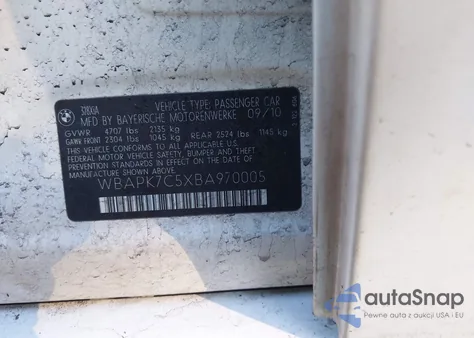 328XiA
VEHICLE TYPE: PASSENGER CAR
MFD BY BAYERISCHE MOTORENWERKE 09/10
GVWR 4707 lbs 2135 kg
GAWR FRONT 2304 lbs 1045 kg REAR 2524 lbs 1145 kg
THIS VEHICLE CONFORMS TO ALL APPLICABLE
FEDERAL MOTOR VEHICLE SAFETY, BUMPER AND
THEFT PREVENTION STANDARDS IN EFFECT ON THE
DATE OF MANUFACTURE SHOWN ABOVE.
WBAPK7C5XBA970005
autoSnap
Pewne auta z aukcji USA i EU